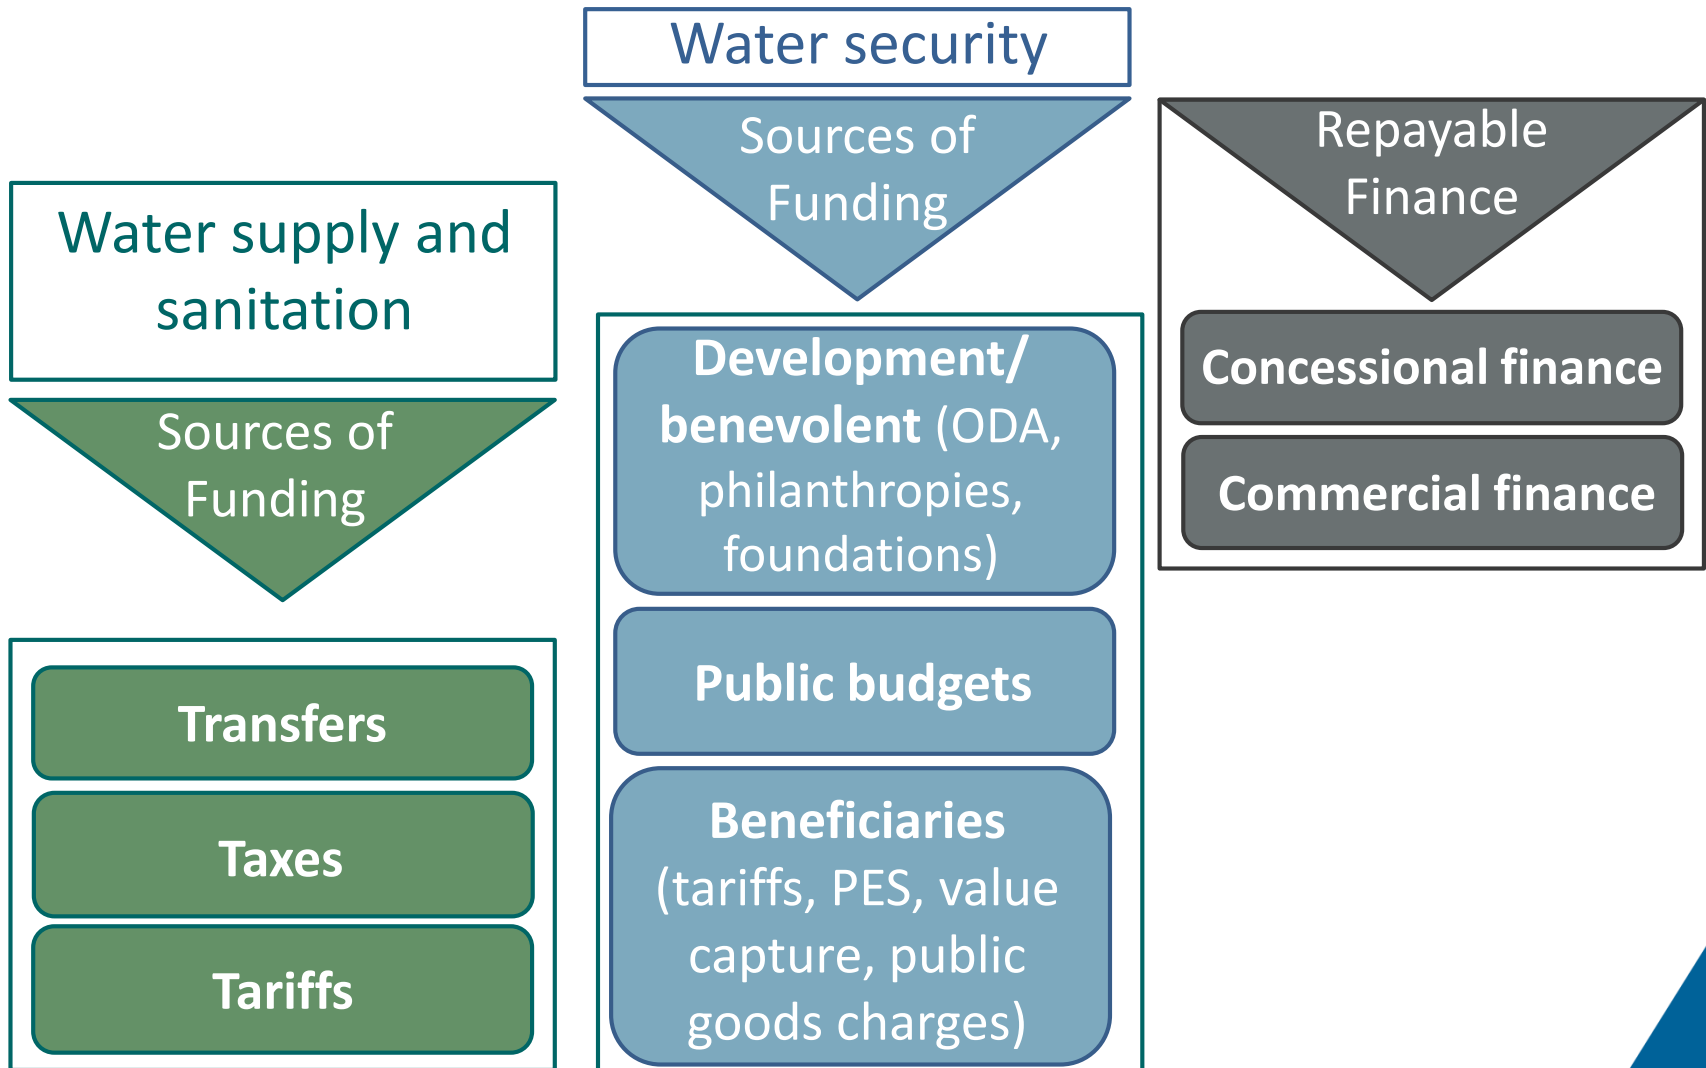 Water supply and
sanitation
Sources of
Funding
Transfers
Taxes
Tariffs
Water security
Sources of
Funding
Development/
benevolent (ODA,
philanthropies,
foundations)
Public budgets
Beneficiaries
(tariffs, PES, value
capture, public
goods charges)
Repayable
Finance
Concessional finance
Commercial finance